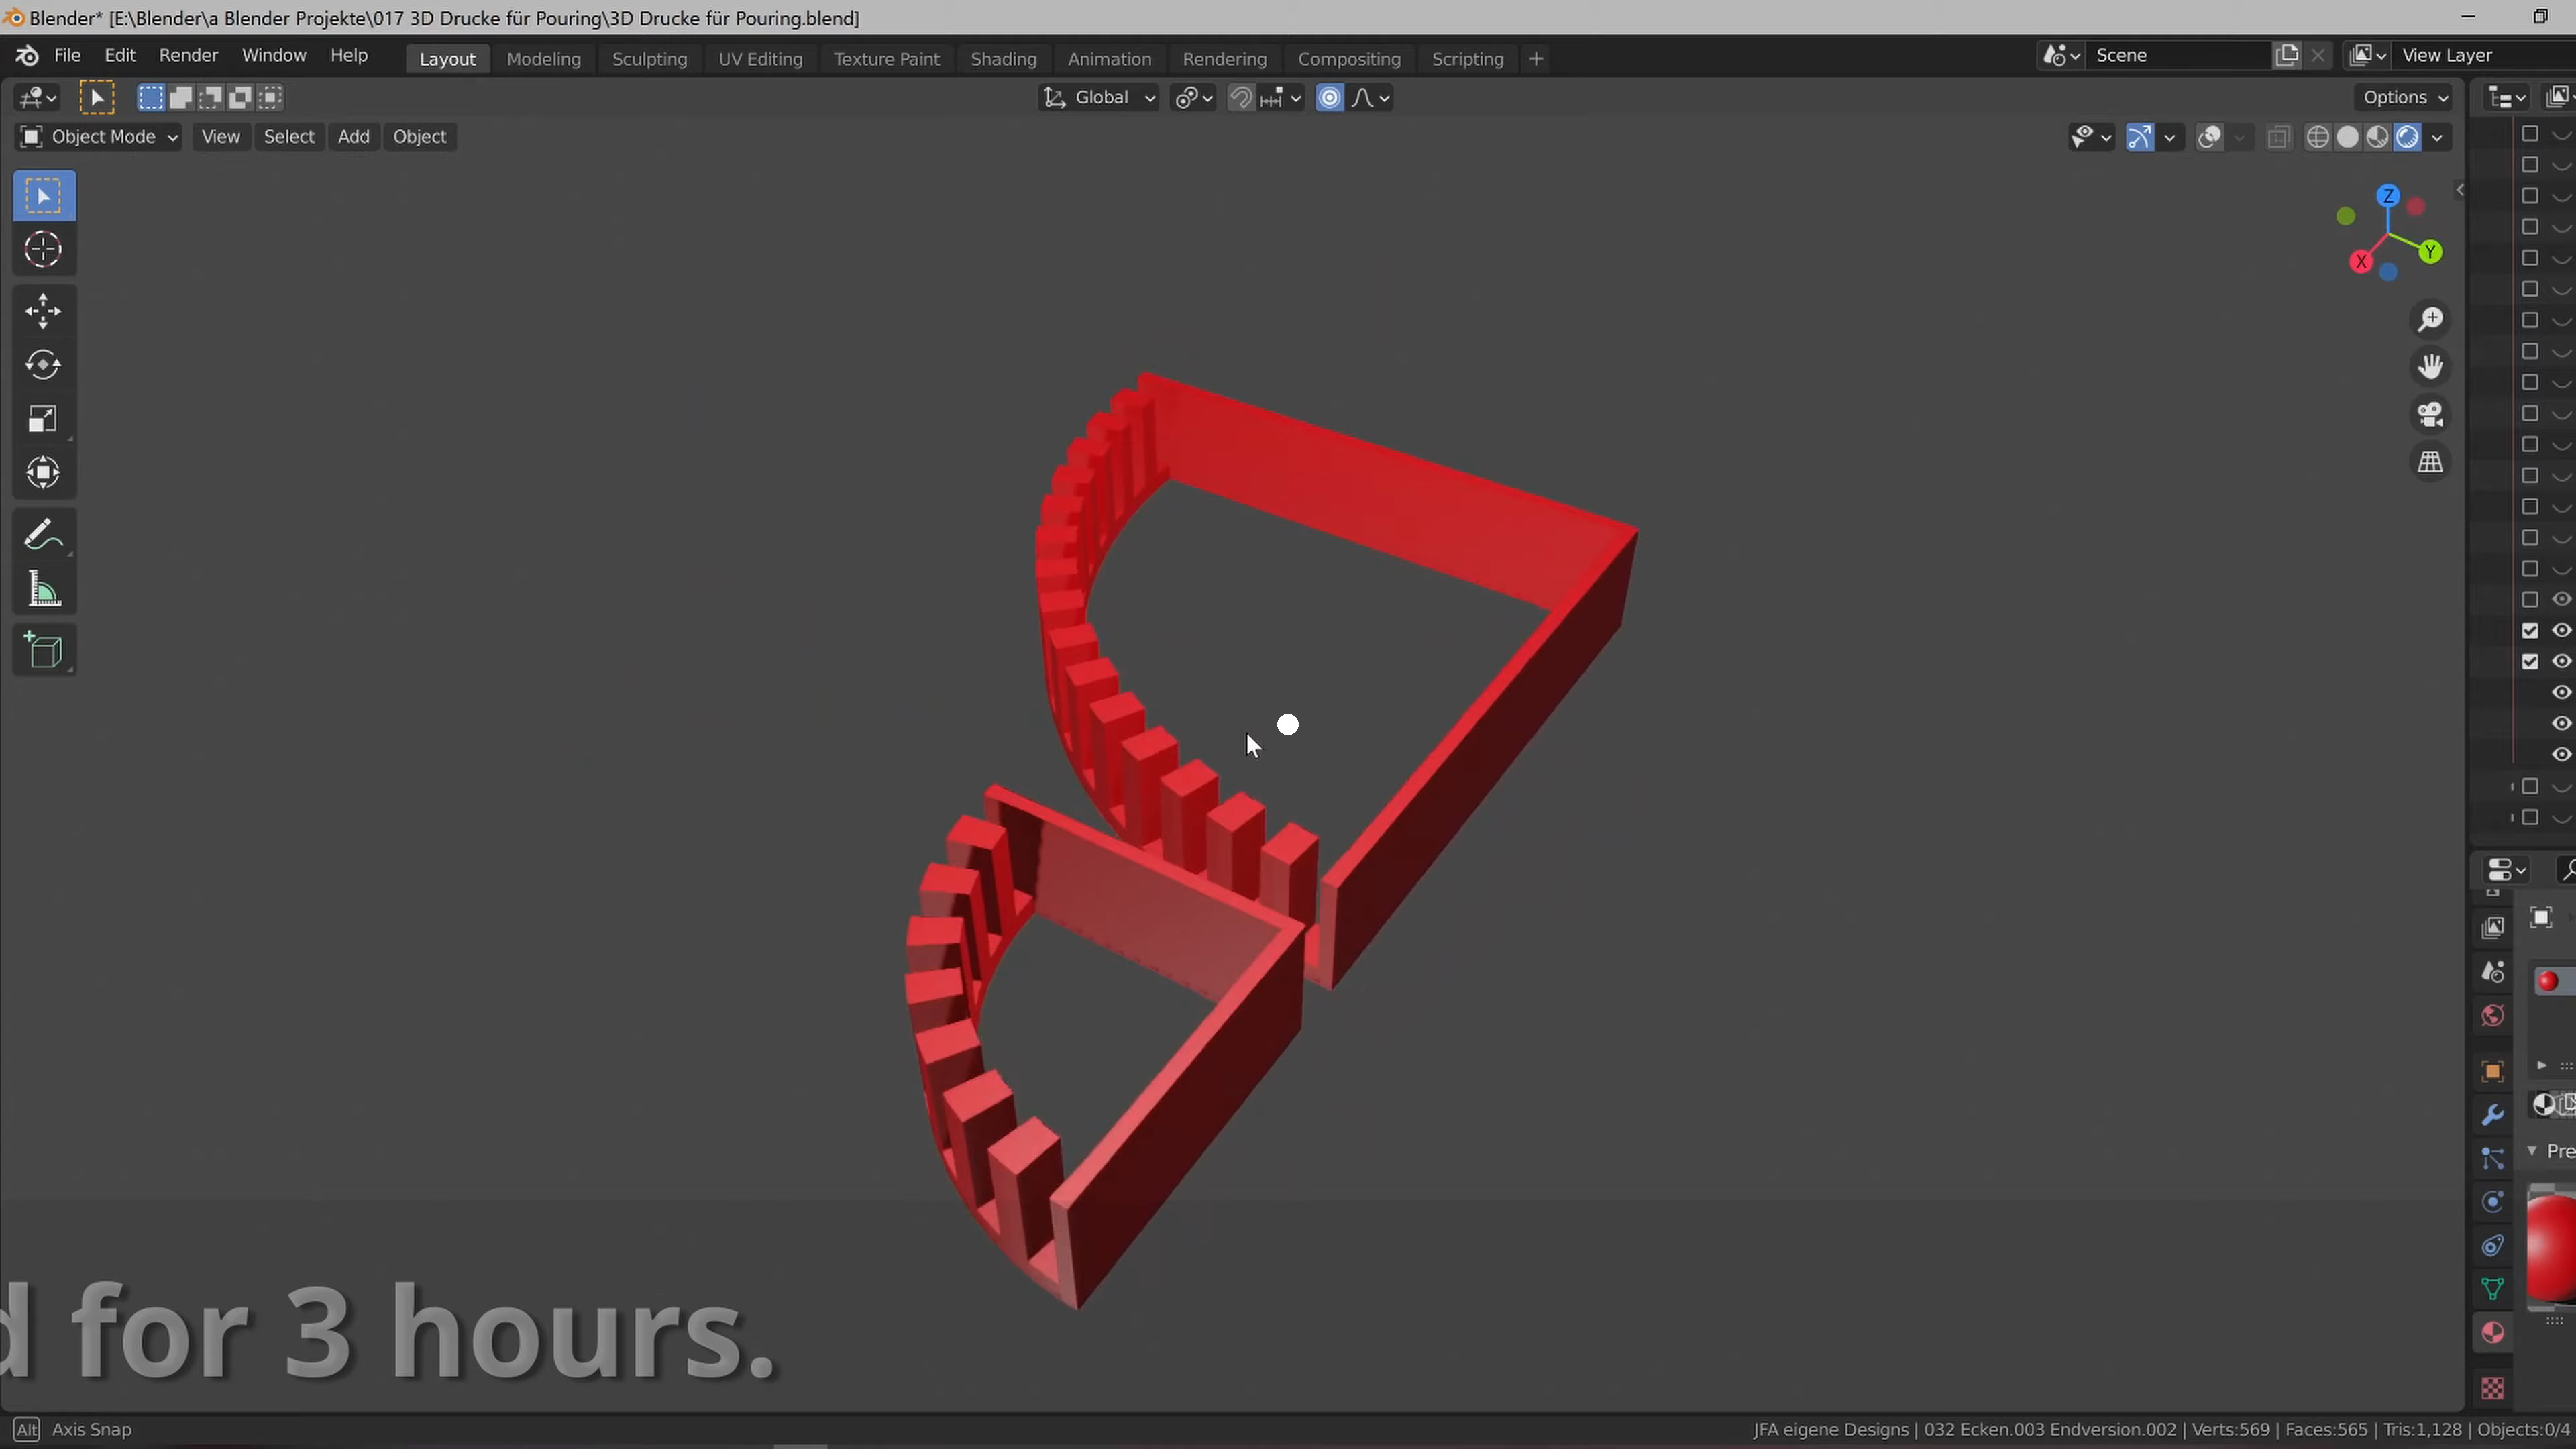 Blender* [E:\Blender\a Blender Projekte\017 3D Drucke für Pouring\3D Drucke für Pouring.blend]
File Edit Render Window Help Layout Modeling Sculpting UV Editing Texture Paint Shading Animation Rendering Compositing Scripting + Scene View Layer
Global Options
Object Mode View Select Add Object
Z
Y
X
Pre
d for 3 hours.
Alt Axis Snap JFA eigene Designs | 032 Ecken.003 Endversion.002 | Verts:569 | Faces:565 | Tris:1,128 | Objects:0/4